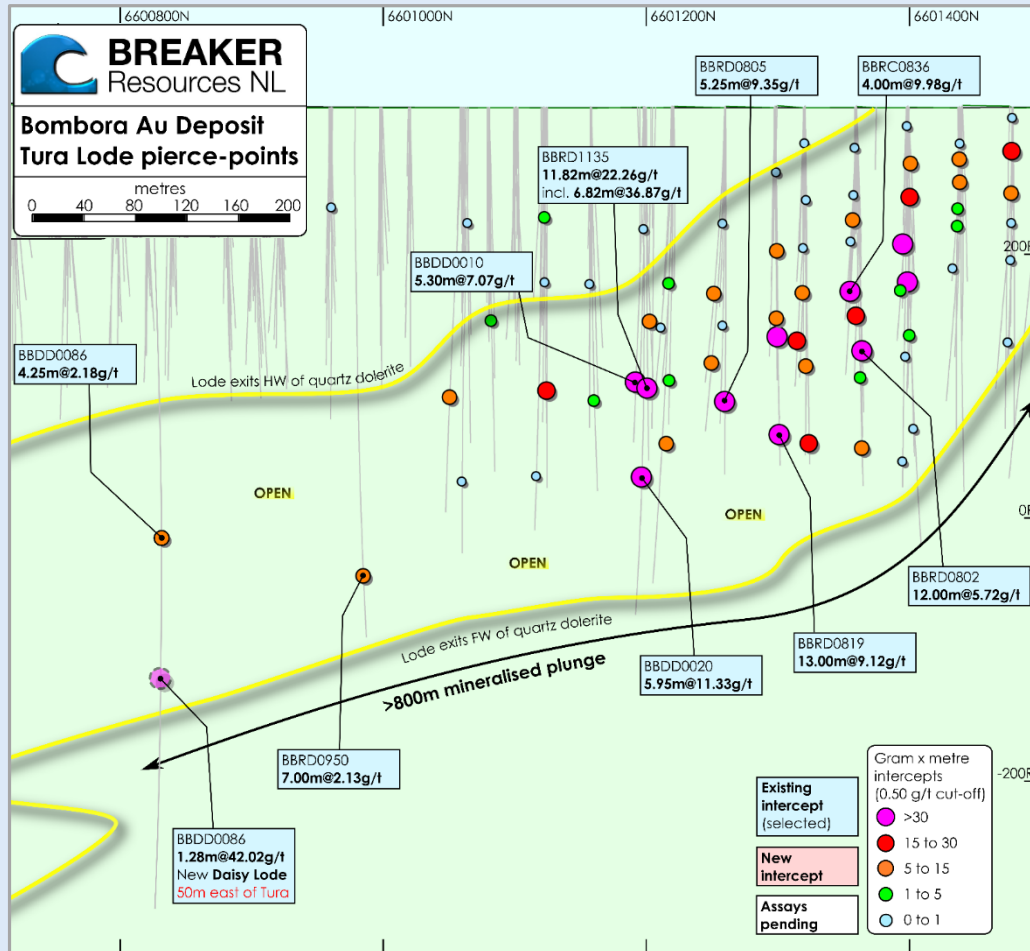 6600800N
6601000N
6601200N
6601400N
BREAKER
Resources NL
Bombora Au Deposit
Tura Lode pierce-points
metres
0 40 80 120 160 200
BBRD0805
5.25m@9.35g/t
BBRC0836
4.00m@9.98g/t
BBRD1135
11.82m@22.26g/t
incl. 6.82m@36.87g/t
BBDD0010
5.30m@7.07g/t
200R
BBDD0086
4.25m@2.18g/t
Lode exits HW of quartz dolerite
OPEN
OPEN
OPEN
0R
BBRD0802
12.00m@5.72g/t
Lode exits FW of quartz dolerite
>800m mineralised plunge
BBRD0819
13.00m@9.12g/t
BBDD0020
5.95m@11.33g/t
BBRD0950
7.00m@2.13g/t
-200R
BBDD0086
1.28m@42.02g/t
New Daisy Lode
50m east of Tura
Existing
intercept
(selected)
New
intercept
Assays
pending
Gram x metre
intercepts
(0.50 g/t cut-off)
>30
15 to 30
5 to 15
1 to 5
0 to 1